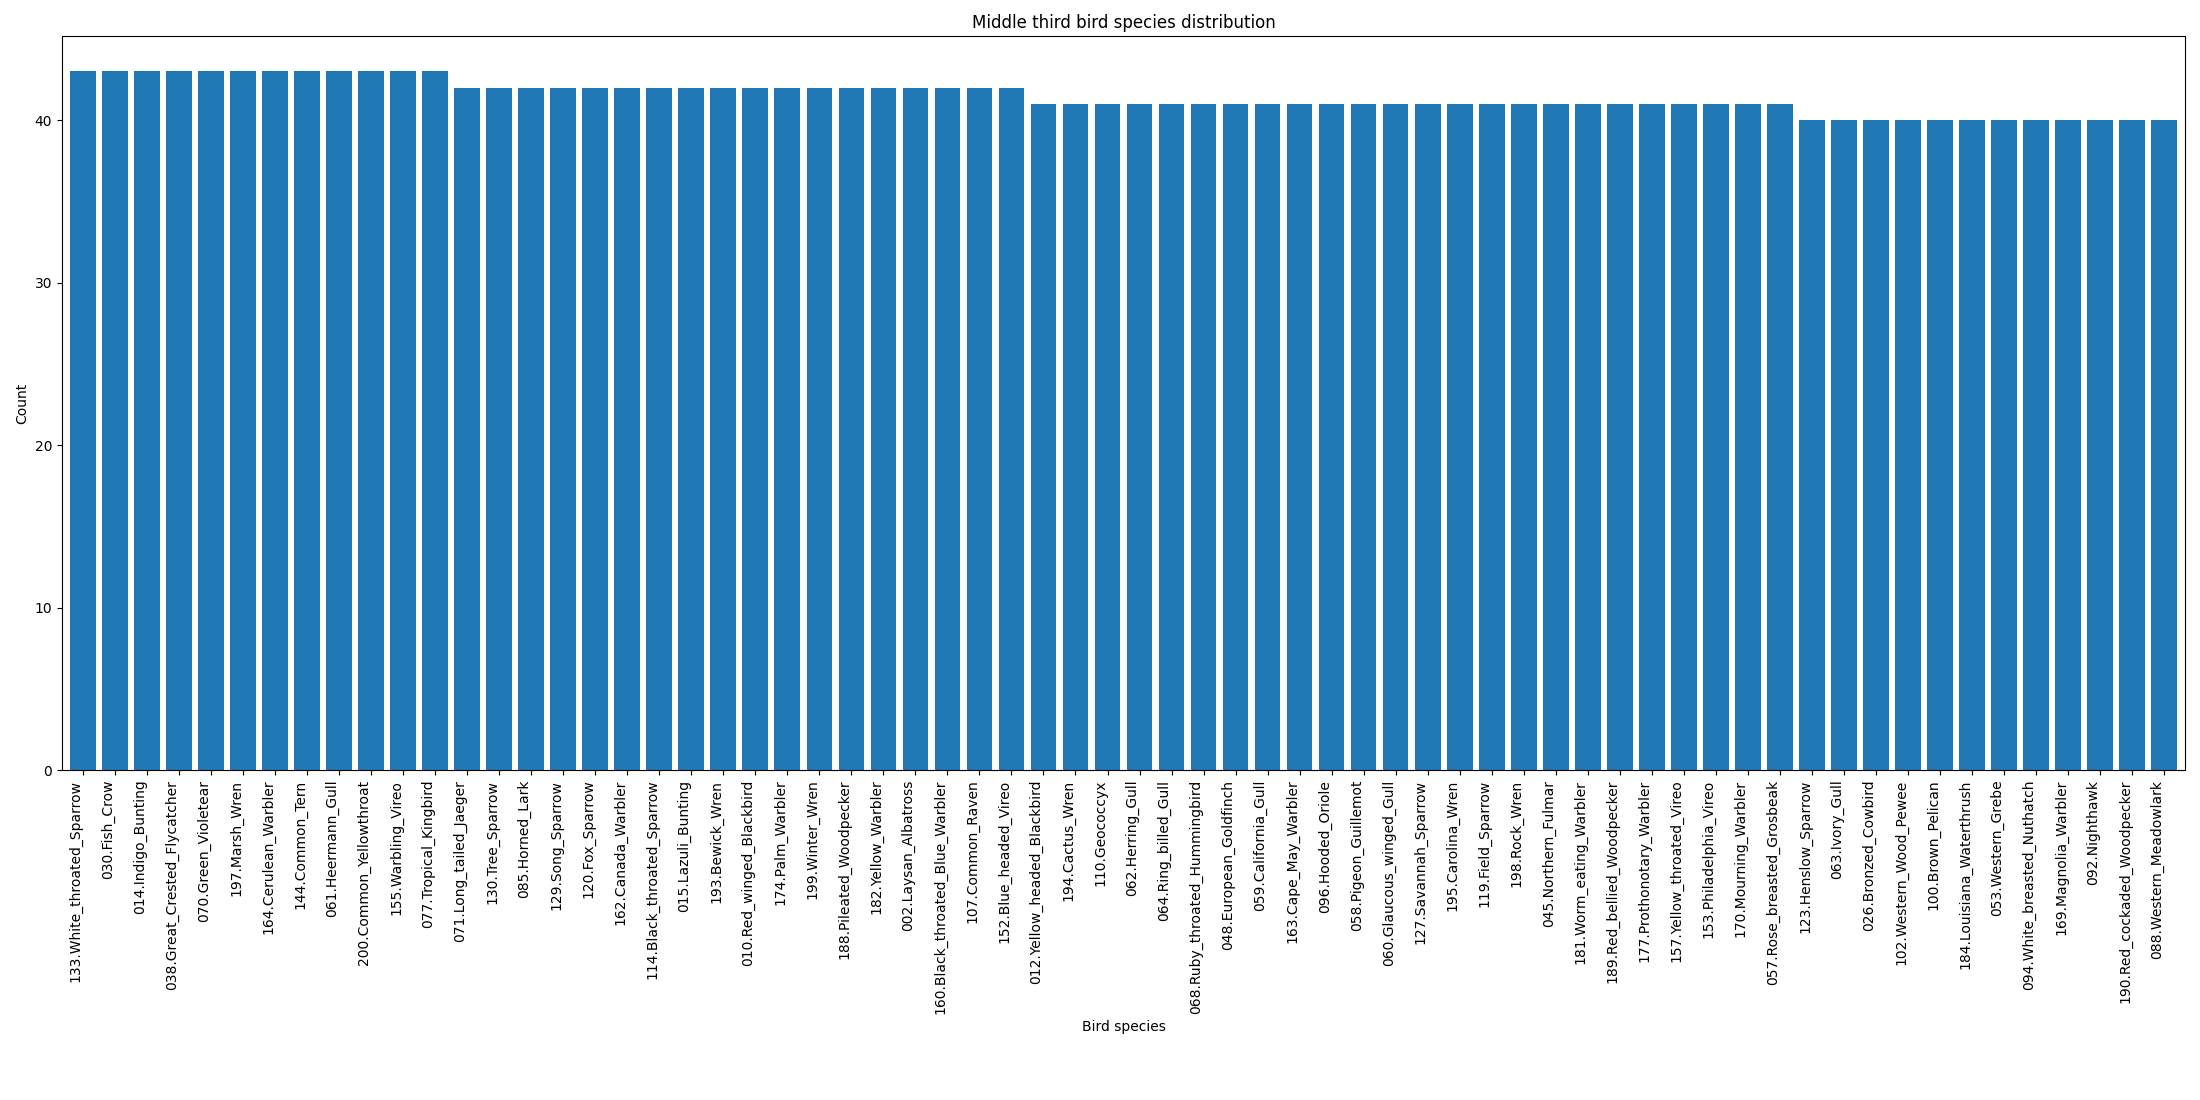 Middle third bird species distribution
Count
40
30
20
10
0
133.White_throated_Sparrow
030.Fish_Crow
014.Indigo_Bunting
038.Great_Crested_Flycatcher
070.Green_Violetear
197.Marsh_Wren
164.Cerulean_Warbler
144.Common_Tern
061.Heermann_Gull
200.Common_Yellowthroat
155.Warbling_Vireo
077.Tropical_Kingbird
071.Long_tailed_Jaeger
130.Tree_Sparrow
085.Horned_Lark
129.Song_Sparrow
120.Fox_Sparrow
162.Canada_Warbler
114.Black_throated_Sparrow
015.Lazuli_Bunting
193.Bewick_Wren
010.Red_winged_Blackbird
174.Palm_Warbler
199.Winter_Wren
188.Pileated_Woodpecker
182.Yellow_Warbler
002.Laysan_Albatross
160.Black_throated_Blue_Warbler
107.Common_Raven
152.Blue_headed_Vireo
012.Yellow_headed_Blackbird
194.Cactus_Wren
110.Geococcyx
062.Herring_Gull
064.Ring_billed_Gull
068.Ruby_throated_Hummingbird
048.European_Goldfinch
059.California_Gull
163.Cape_May_Warbler
096.Hooded_Oriole
058.Pigeon_Guillemot
060.Glaucous_winged_Gull
127.Savannah_Sparrow
195.Carolina_Wren
119.Field_Sparrow
198.Rock_Wren
045.Northern_Fulmar
181.Worm_eating_Warbler
189.Red_bellied_Woodpecker
177.Prothonotary_Warbler
157.Yellow_throated_Vireo
153.Philadelphia_Vireo
170.Mourning_Warbler
057.Rose_breasted_Grosbeak
123.Henslow_Sparrow
063.Ivory_Gull
026.Bronzed_Cowbird
102.Western_Wood_Pewee
100.Brown_Pelican
184.Louisiana_Waterthrush
053.Western_Grebe
094.White_breasted_Nuthatch
169.Magnolia_Warbler
092.Nighthawk
190.Red_cockaded_Woodpecker
088.Western_Meadowlark
Bird species